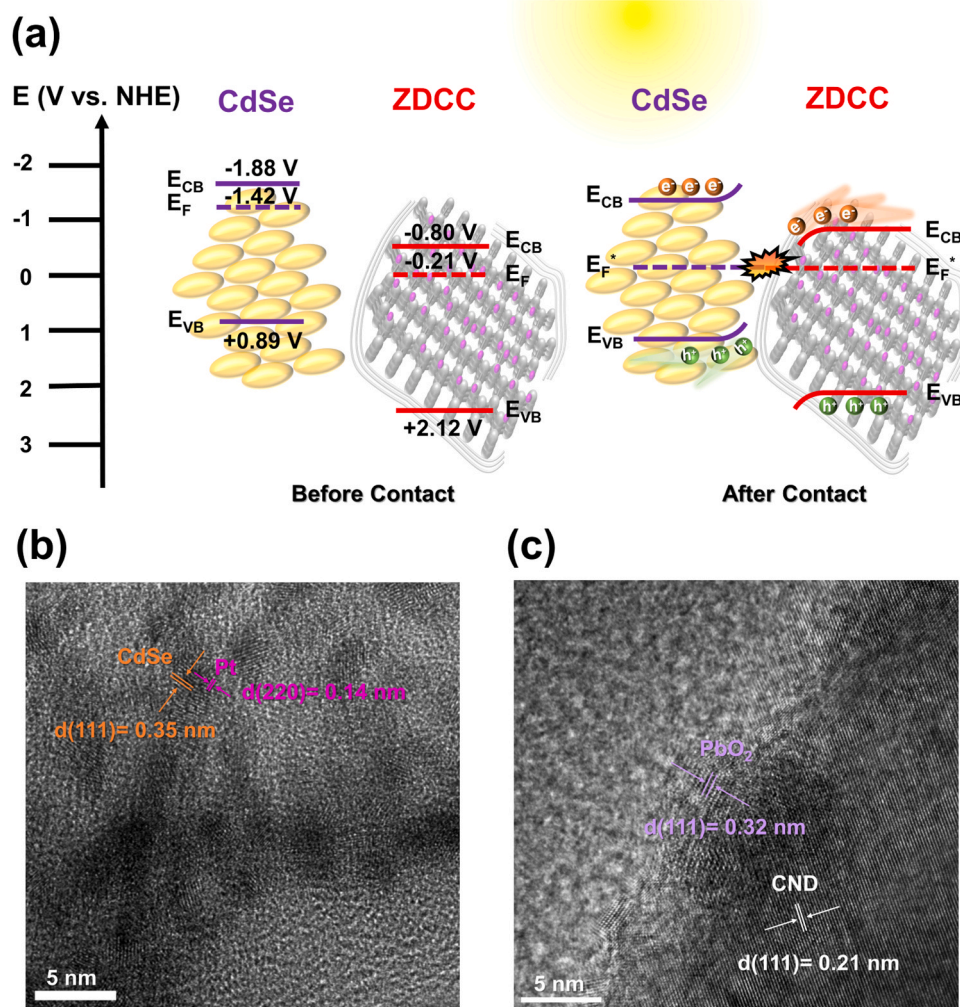 (a)
E (V vs. NHE)
CdSe
ZDCC
CdSe
ZDCC
-2
-1
0
1
2
3
E_CB
-1.88 V
E_F
-1.42 V
E_VB
+0.89 V
-0.80 V
E_CB
-0.21 V
E_F
E_VB
+2.12 V
Before Contact
E_CB
e⁻ e⁻ e⁻
E_F*
E_VB
h⁺ h⁺ h⁺
e⁻ e⁻ e⁻
E_CB
E_F*
E_VB
h⁺ h⁺ h⁺
After Contact
(b)
CdSe
Pt
d(220)= 0.14 nm
d(111)= 0.35 nm
5 nm
(c)
PbO₂
d(111)= 0.32 nm
CND
d(111)= 0.21 nm
5 nm